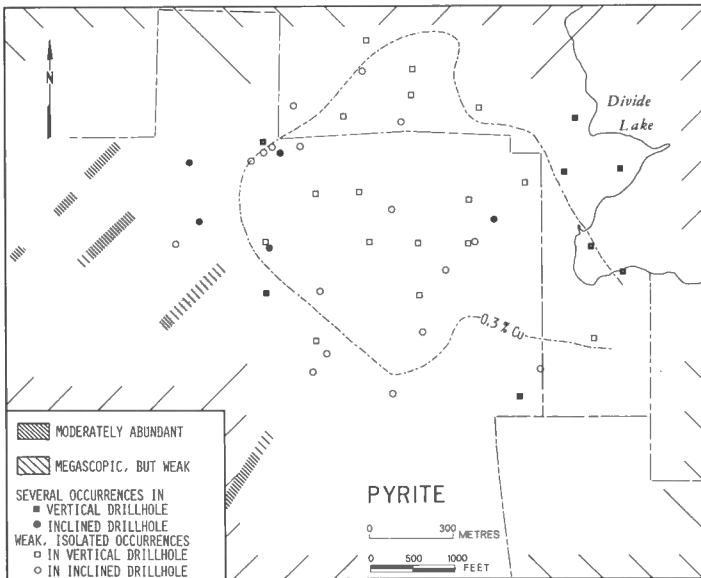 N
Divide
Lake
0.3 % Cu
MODERATELY ABUNDANT
MEGASCOPIC, BUT WEAK
SEVERAL OCCURRENCES IN
VERTICAL DRILLHOLE
INCLINED DRILLHOLE
WEAK, ISOLATED OCCURRENCES
IN VERTICAL DRILLHOLE
IN INCLINED DRILLHOLE
PYRITE
0 300 METRES
0 500 1000 FEET